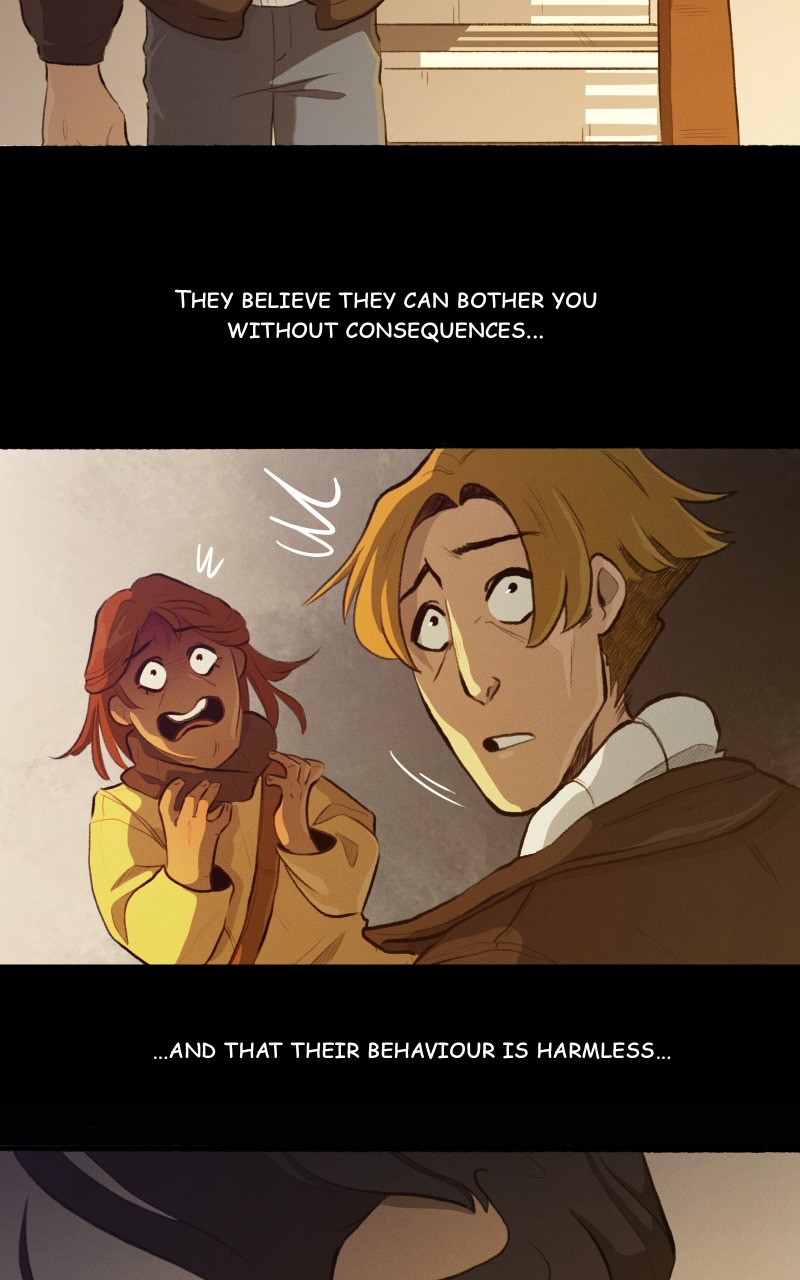 THEY BELIEVE THEY CAN BOTHER YOU
WITHOUT CONSEQUENCES...
...AND THAT THEIR BEHAVIOUR IS HARMLESS...